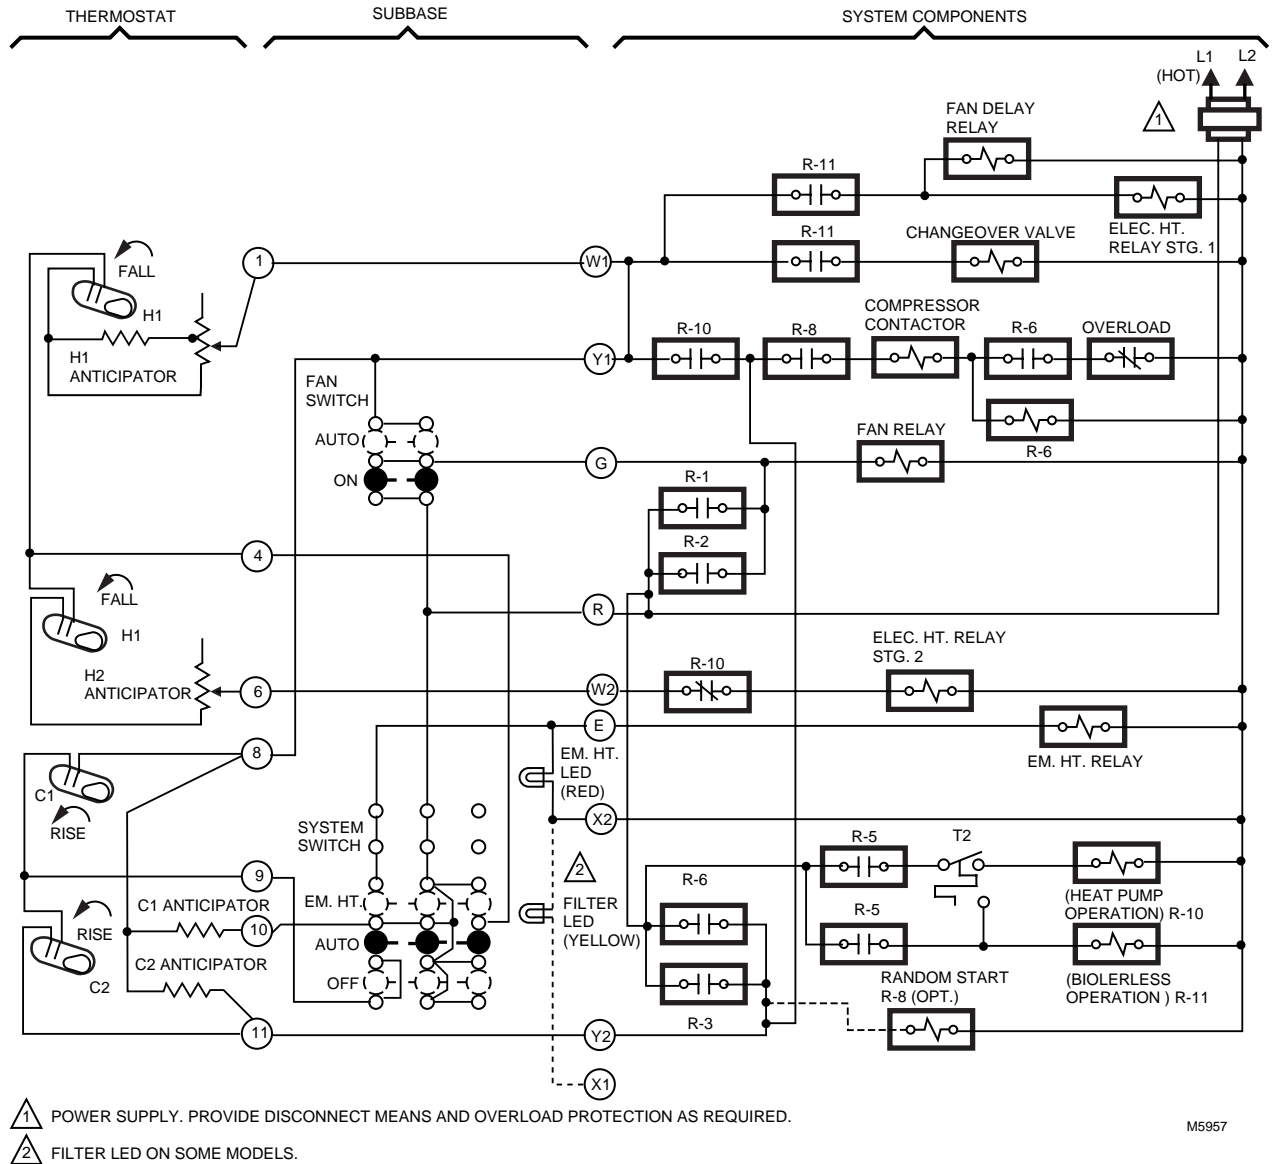 THERMOSTAT
SUBBASE
SYSTEM COMPONENTS
L1
(HOT)
L2
1
FAN DELAY
RELAY
R-11
ELEC. HT.
RELAY STG. 1
R-11
CHANGEOVER VALVE
FALL
H1
1
W1
H1
ANTICIPATOR
COMPRESSOR
CONTACTOR
R-10
R-8
R-6
OVERLOAD
Y1
FAN
SWITCH
AUTO
ON
R-6
FAN RELAY
G
R-1
R-2
4
FALL
H1
R
H2
ANTICIPATOR
6
W2
R-10
ELEC. HT. RELAY
STG. 2
E
EM. HT. RELAY
8
EM. HT.
LED
(RED)
C1
RISE
X2
SYSTEM
SWITCH
2
R-5
T2
(HEAT PUMP
OPERATION) R-10
9
C1 ANTICIPATOR
EM. HT.
FILTER
LED
(YELLOW)
R-6
RISE
10
AUTO
R-5
C2 ANTICIPATOR
C2
OFF
RANDOM START
R-8 (OPT.)
(BIOLERLESS
OPERATION ) R-11
R-3
11
Y2
X1
1 POWER SUPPLY. PROVIDE DISCONNECT MEANS AND OVERLOAD PROTECTION AS REQUIRED.
M5957
2 FILTER LED ON SOME MODELS.